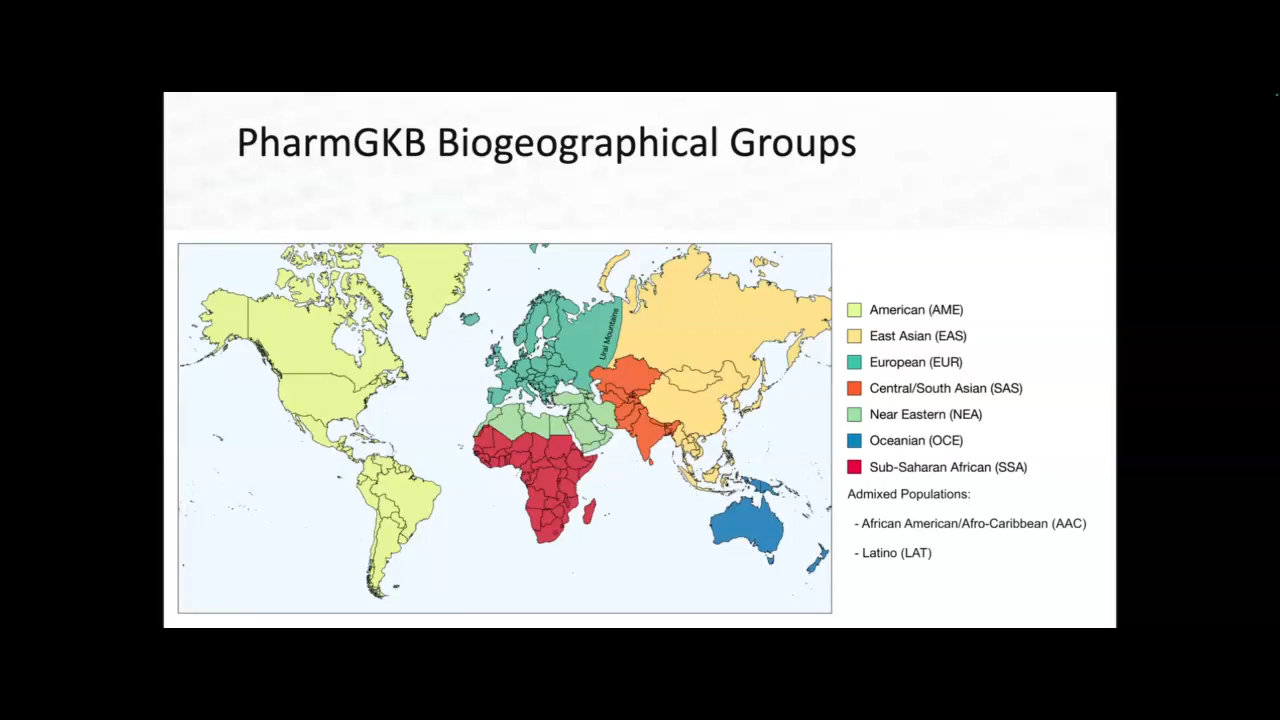 PharmGKB Biogeographical Groups
Ural Mountains
American (AME)
East Asian (EAS)
European (EUR)
Central/South Asian (SAS)
Near Eastern (NEA)
Oceanian (OCE)
Sub-Saharan African (SSA)
Admixed Populations:
- African American/Afro-Caribbean (AAC)
- Latino (LAT)